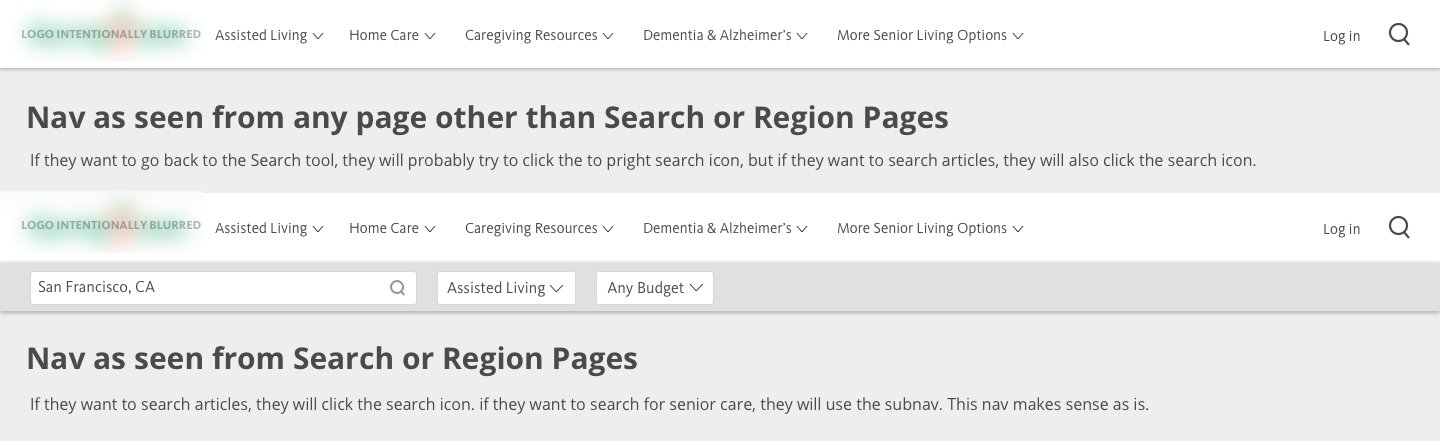 LOGO INTENTIONALLY BLURRED Assisted Living Home Care Caregiving Resources Dementia & Alzheimer's More Senior Living Options Log in
Nav as seen from any page other than Search or Region Pages
If they want to go back to the Search tool, they will probably try to click the to pright search icon, but if they want to search articles, they will also click the search icon.
LOGO INTENTIONALLY BLURRED Assisted Living Home Care Caregiving Resources Dementia & Alzheimer's More Senior Living Options Log in
San Francisco, CA Assisted Living Any Budget
Nav as seen from Search or Region Pages
If they want to search articles, they will click the search icon. if they want to search for senior care, they will use the subnav. This nav makes sense as is.